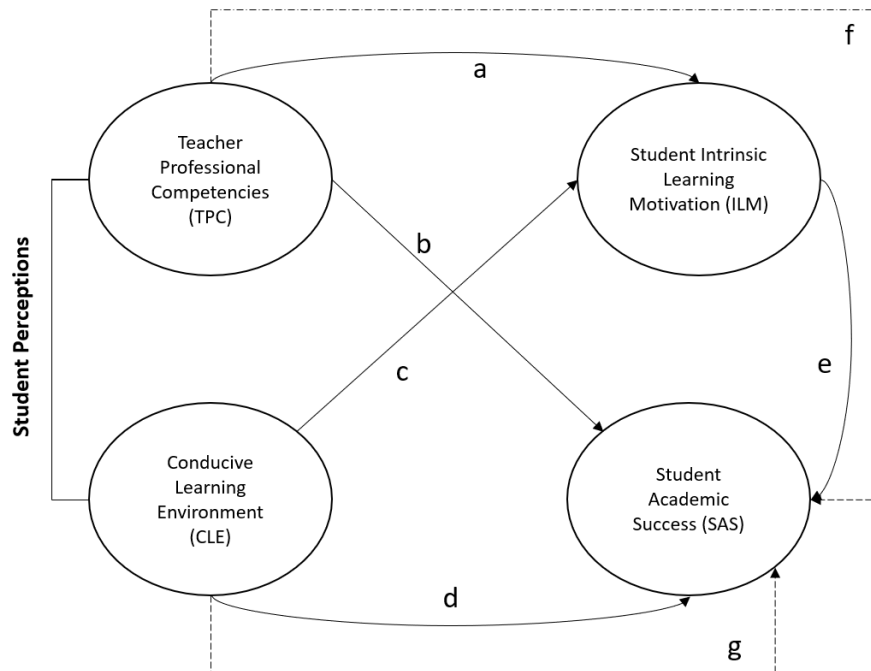 f
a
Teacher
Professional
Competencies
(TPC)
Student Intrinsic
Learning
Motivation (ILM)
b
Student Perceptions
c
e
Conducive
Learning
Environment
(CLE)
Student
Academic
Success (SAS)
d
g